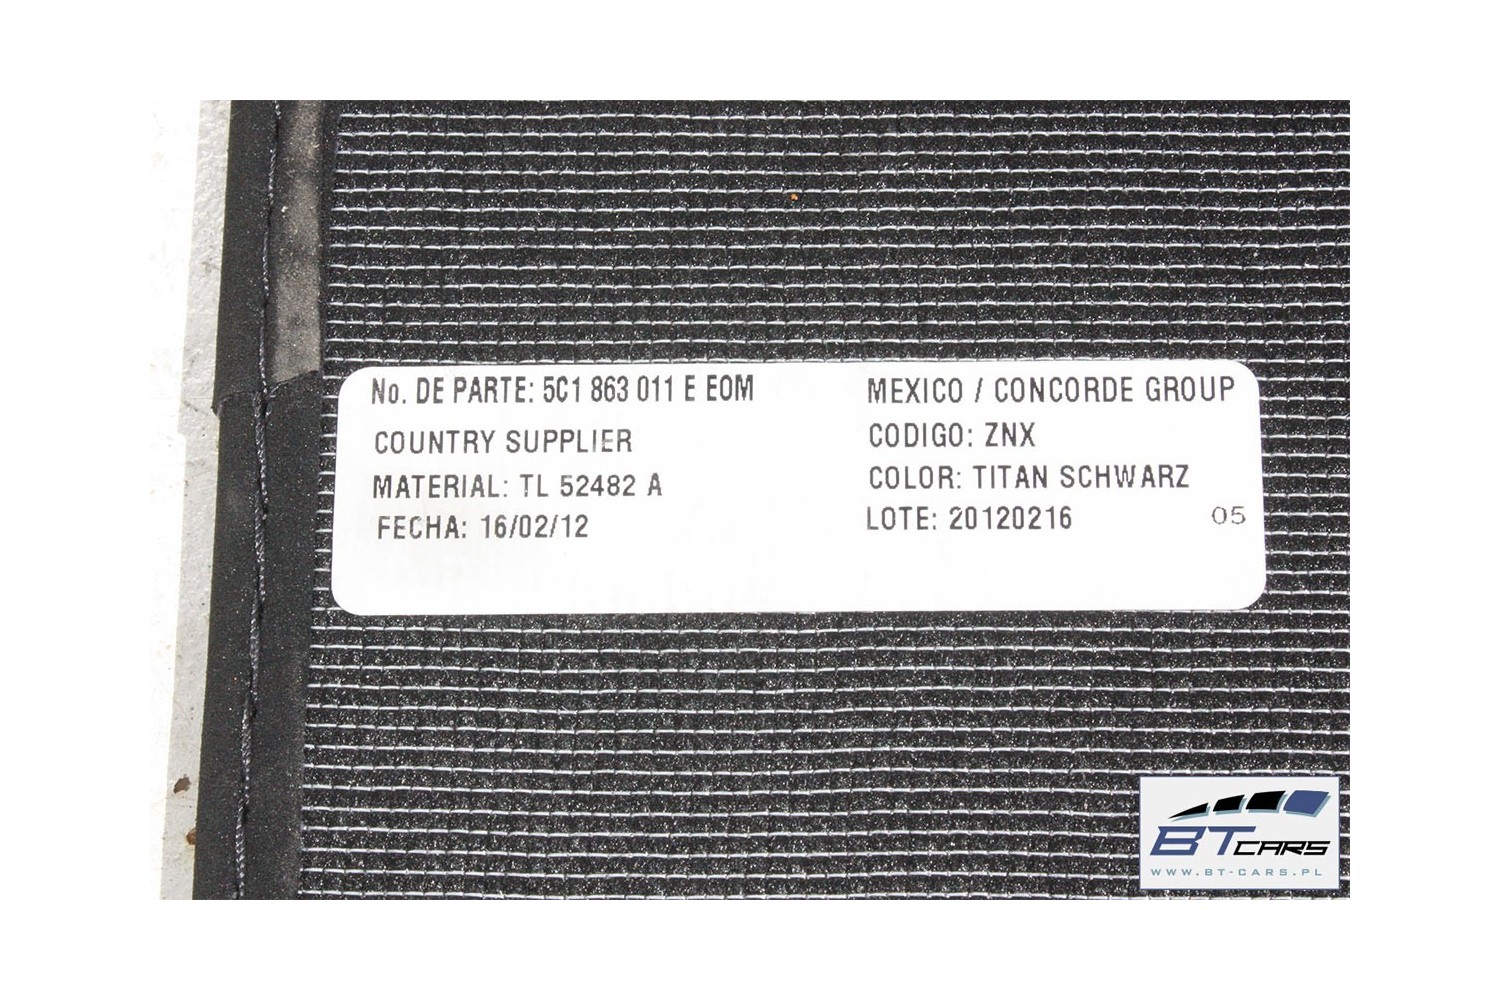 No. DE PARTE: 5C1 863 011 E EOM
COUNTRY SUPPLIER
MATERIAL: TL 52482 A
FECHA: 16/02/12
MEXICO / CONCORDE GROUP
CODIGO: ZNX
COLOR: TITAN SCHWARZ
LOTE: 20120216
05
BT CARS
WWW.BT-CARS.PL